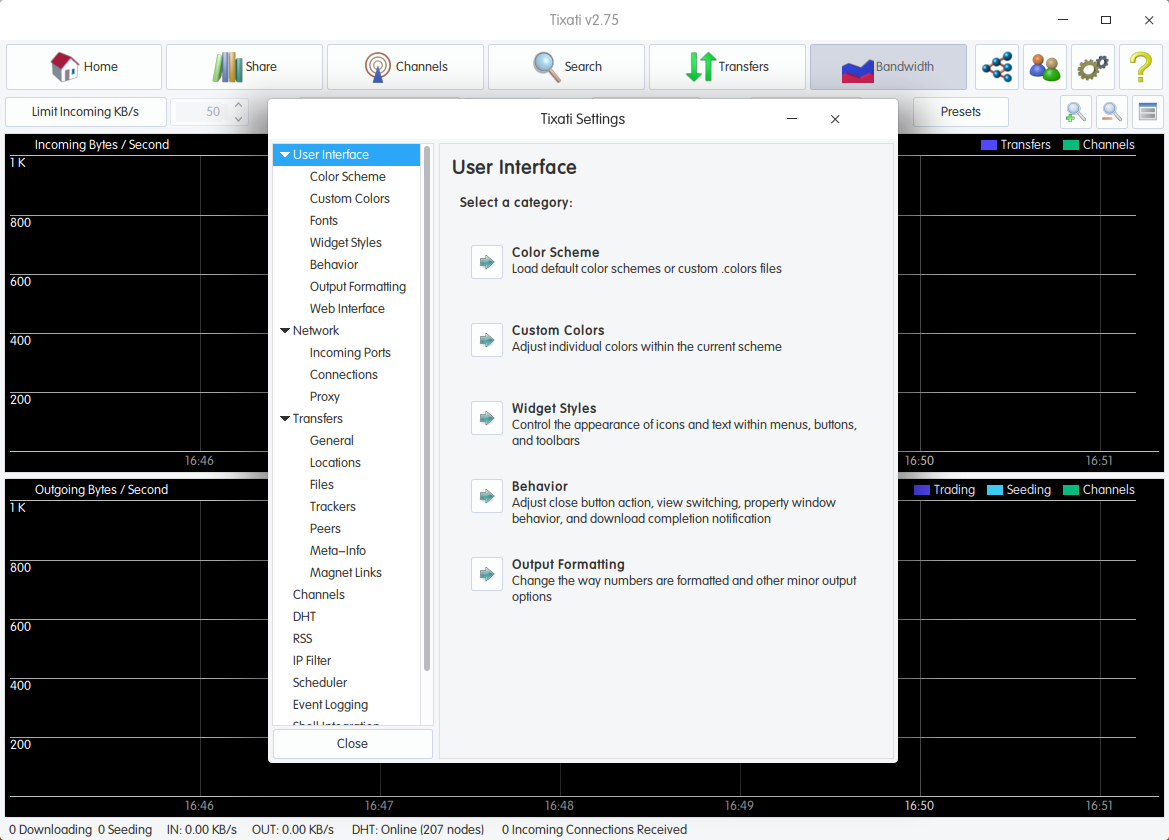 Tixati v2.75
Home
Share
Channels
Search
Transfers
Bandwidth
Limit Incoming KB/s
50
Presets
Incoming Bytes / Second
Transfers
Channels
1 K
800
600
400
200
16:46
16:50
16:51
Outgoing Bytes / Second
Trading
Seeding
Channels
1 K
800
600
400
200
16:46
16:47
16:48
16:49
16:50
16:51
Tixati Settings
User Interface
Color Scheme
Custom Colors
Fonts
Widget Styles
Behavior
Output Formatting
Web Interface
Network
Incoming Ports
Connections
Proxy
Transfers
General
Locations
Files
Trackers
Peers
Meta-Info
Magnet Links
Channels
DHT
RSS
IP Filter
Scheduler
Event Logging
Shell Integration
Close
User Interface
Select a category:
Color Scheme
Load default color schemes or custom .colors files
Custom Colors
Adjust individual colors within the current scheme
Widget Styles
Control the appearance of icons and text within menus, buttons,
and toolbars
Behavior
Adjust close button action, view switching, property window
behavior, and download completion notification
Output Formatting
Change the way numbers are formatted and other minor output
options
0 Downloading 0 Seeding IN: 0.00 KB/s OUT: 0.00 KB/s DHT: Online (207 nodes) 0 Incoming Connections Received